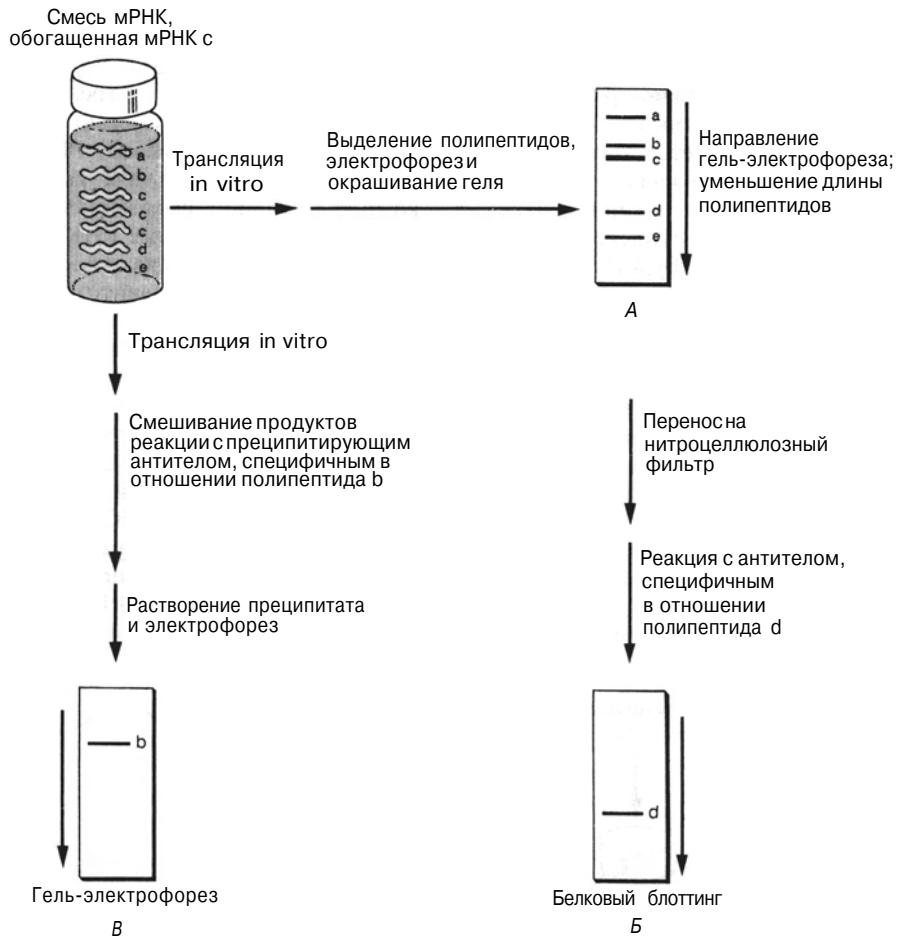 Смесь мРНК,
обогащенная мРНК с
a
b
c
c
c
d
e
Трансляция
in vitro
Выделение полипептидов,
электрофорез и
окрашивание геля
a
b
c
d
e
Направление
гель-электрофореза;
уменьшение длины
полипептидов
А
Трансляция in vitro
Смешивание продуктов
реакции с преципитирующим
антителом, специфичным в
отношении полипептида b
Растворение преципитата
и электрофорез
b
Гель-электрофорез
В
Перенос на
нитроцеллюлозный
фильтр
Реакция с антителом,
специфичным
в отношении
полипептида d
d
Белковый блоттинг
Б